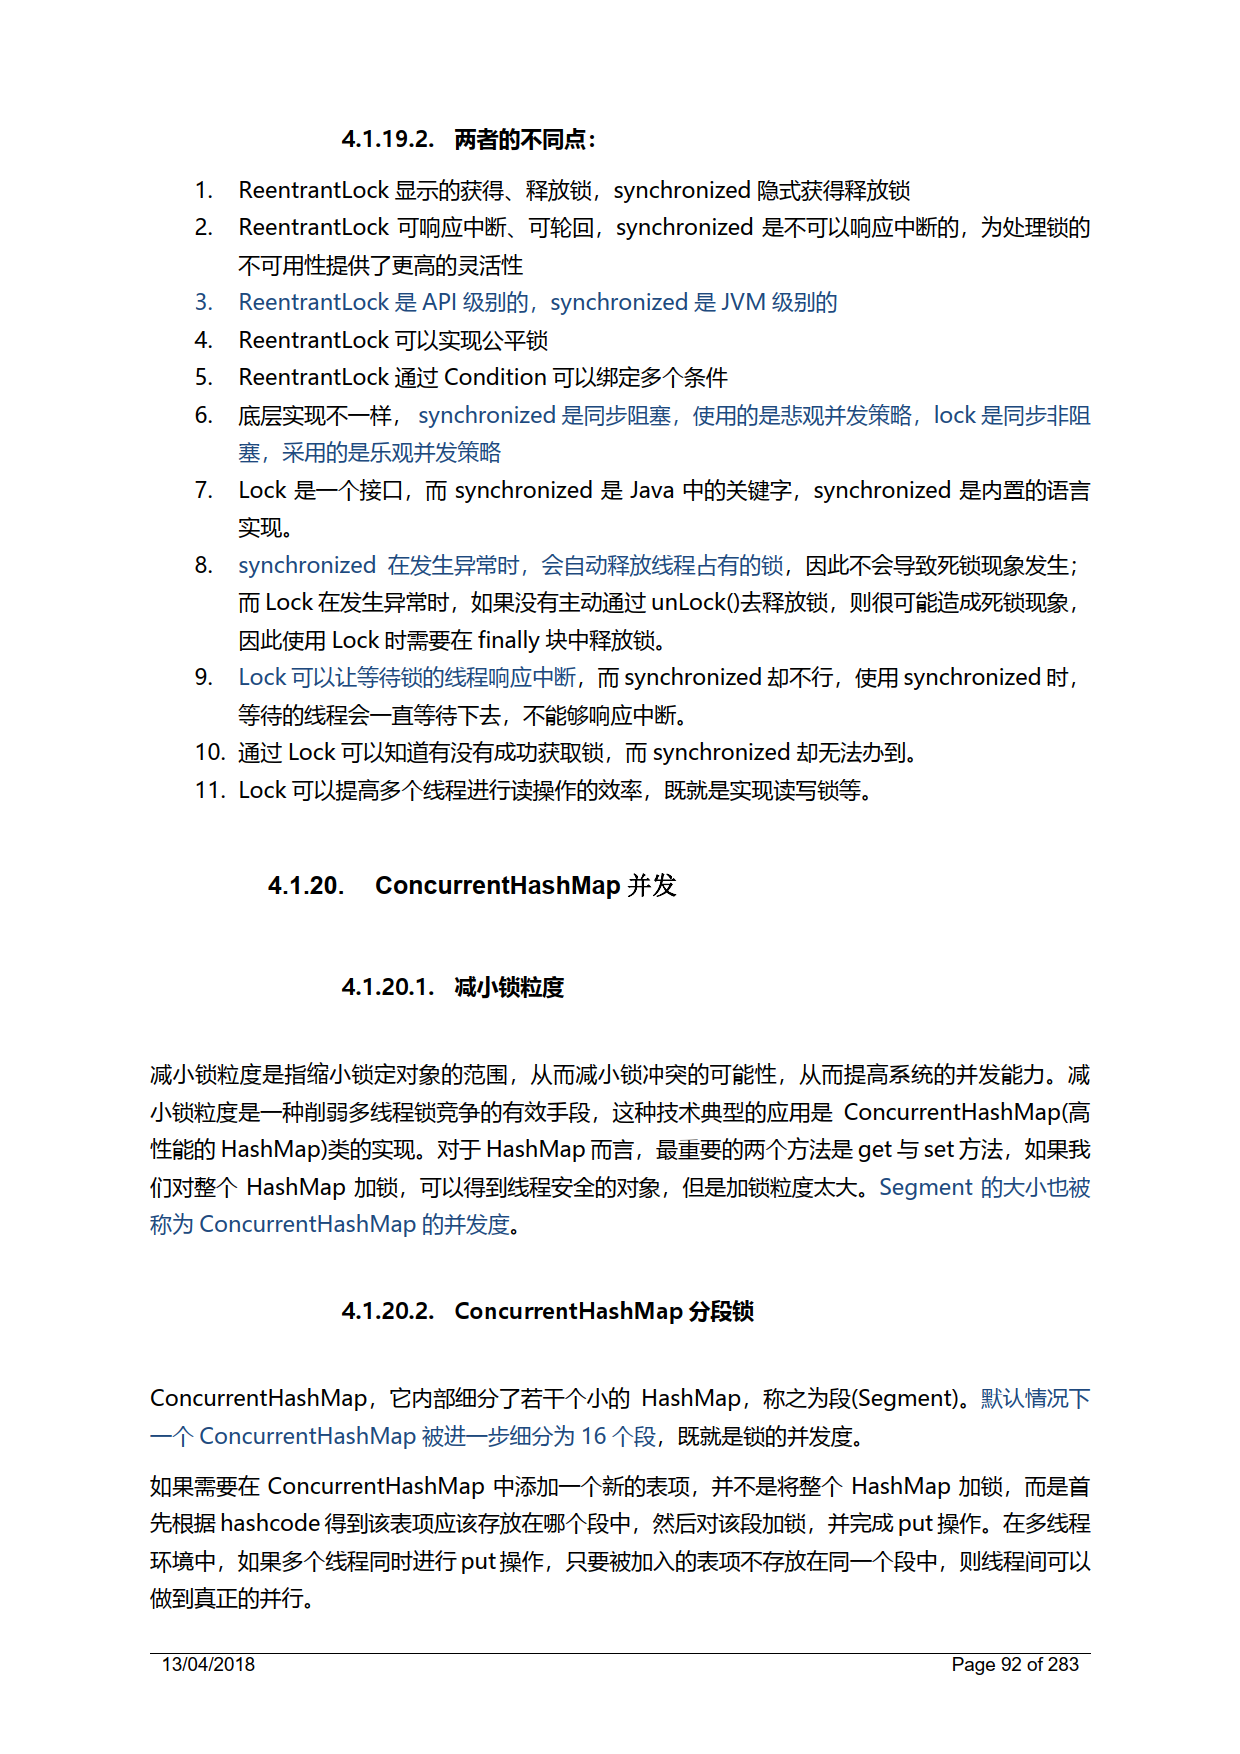 4.1.19.2. 两者的不同点：
1. ReentrantLock 显示的获得、释放锁，synchronized 隐式获得释放锁
2. ReentrantLock 可响应中断、可轮回，synchronized 是不可以响应中断的，为处理锁的
不可用性提供了更高的灵活性
3. ReentrantLock 是 API 级别的，synchronized 是 JVM 级别的
4. ReentrantLock 可以实现公平锁
5. ReentrantLock 通过 Condition 可以绑定多个条件
6. 底层实现不一样， synchronized 是同步阻塞，使用的是悲观并发策略，lock 是同步非阻
塞，采用的是乐观并发策略
7. Lock 是一个接口，而 synchronized 是 Java 中的关键字，synchronized 是内置的语言
实现。
8. synchronized 在发生异常时，会自动释放线程占有的锁，因此不会导致死锁现象发生；
而 Lock 在发生异常时，如果没有主动通过 unLock()去释放锁，则很可能造成死锁现象，
因此使用 Lock 时需要在 finally 块中释放锁。
9. Lock 可以让等待锁的线程响应中断，而 synchronized 却不行，使用 synchronized 时，
等待的线程会一直等待下去，不能够响应中断。
10. 通过 Lock 可以知道有没有成功获取锁，而 synchronized 却无法办到。
11. Lock 可以提高多个线程进行读操作的效率，既就是实现读写锁等。
4.1.20. ConcurrentHashMap 并发
4.1.20.1. 减小锁粒度
减小锁粒度是指缩小锁定对象的范围，从而减小锁冲突的可能性，从而提高系统的并发能力。减
小锁粒度是一种削弱多线程锁竞争的有效手段，这种技术典型的应用是 ConcurrentHashMap(高
性能的 HashMap)类的实现。对于 HashMap 而言，最重要的两个方法是 get 与 set 方法，如果我
们对整个 HashMap 加锁，可以得到线程安全的对象，但是加锁粒度太大。Segment 的大小也被
称为 ConcurrentHashMap 的并发度。
4.1.20.2. ConcurrentHashMap 分段锁
ConcurrentHashMap，它内部细分了若干个小的 HashMap，称之为段(Segment)。默认情况下
一个 ConcurrentHashMap 被进一步细分为 16 个段，既就是锁的并发度。
如果需要在 ConcurrentHashMap 中添加一个新的表项，并不是将整个 HashMap 加锁，而是首
先根据 hashcode 得到该表项应该存放在哪个段中，然后对该段加锁，并完成 put 操作。在多线程
环境中，如果多个线程同时进行 put 操作，只要被加入的表项不存放在同一个段中，则线程间可以
做到真正的并行。
13/04/2018 Page 92 of 283